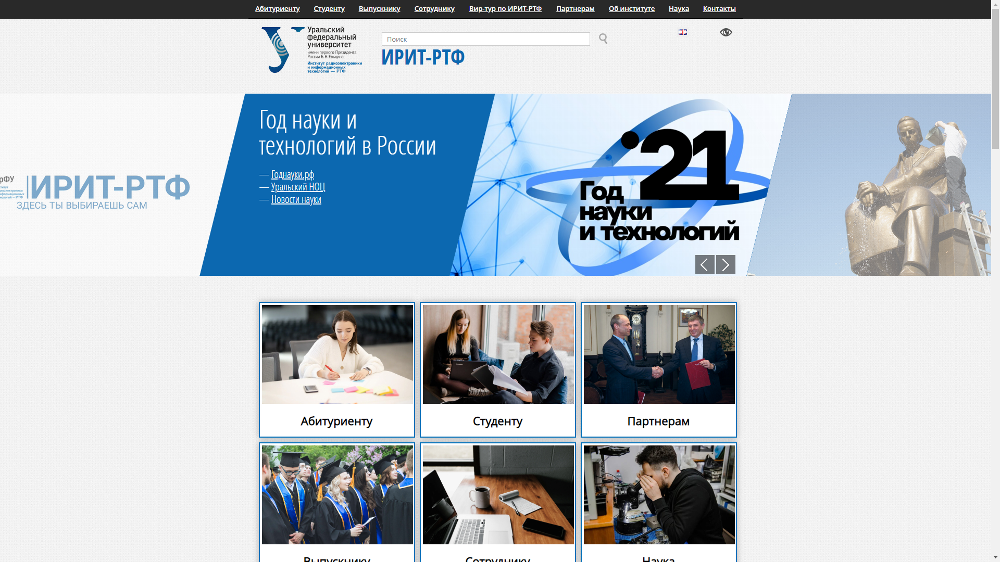 Абитуриенту Студенту Выпускнику Сотруднику Вир-тур по ИРИТ-РТФ Партнерам Об институте Наука Контакты
Уральский
федеральный
университет
имени первого Президента
России Б.Н.Ельцина
Институт радиоэлектроники
и информационных
технологий — РТФ
Поиск
ИРИТ-РТФ
Год науки и
технологий в России
— Годнауки.рф
— Уральский НОЦ
— Новости науки
ИРИТ-РТФ
ЗДЕСЬ ТЫ ВЫБИРАЕШЬ САМ
'21
Год
науки
и технологий
Абитуриенту
Студенту
Партнерам
Выпускнику
Сотруднику
Наука